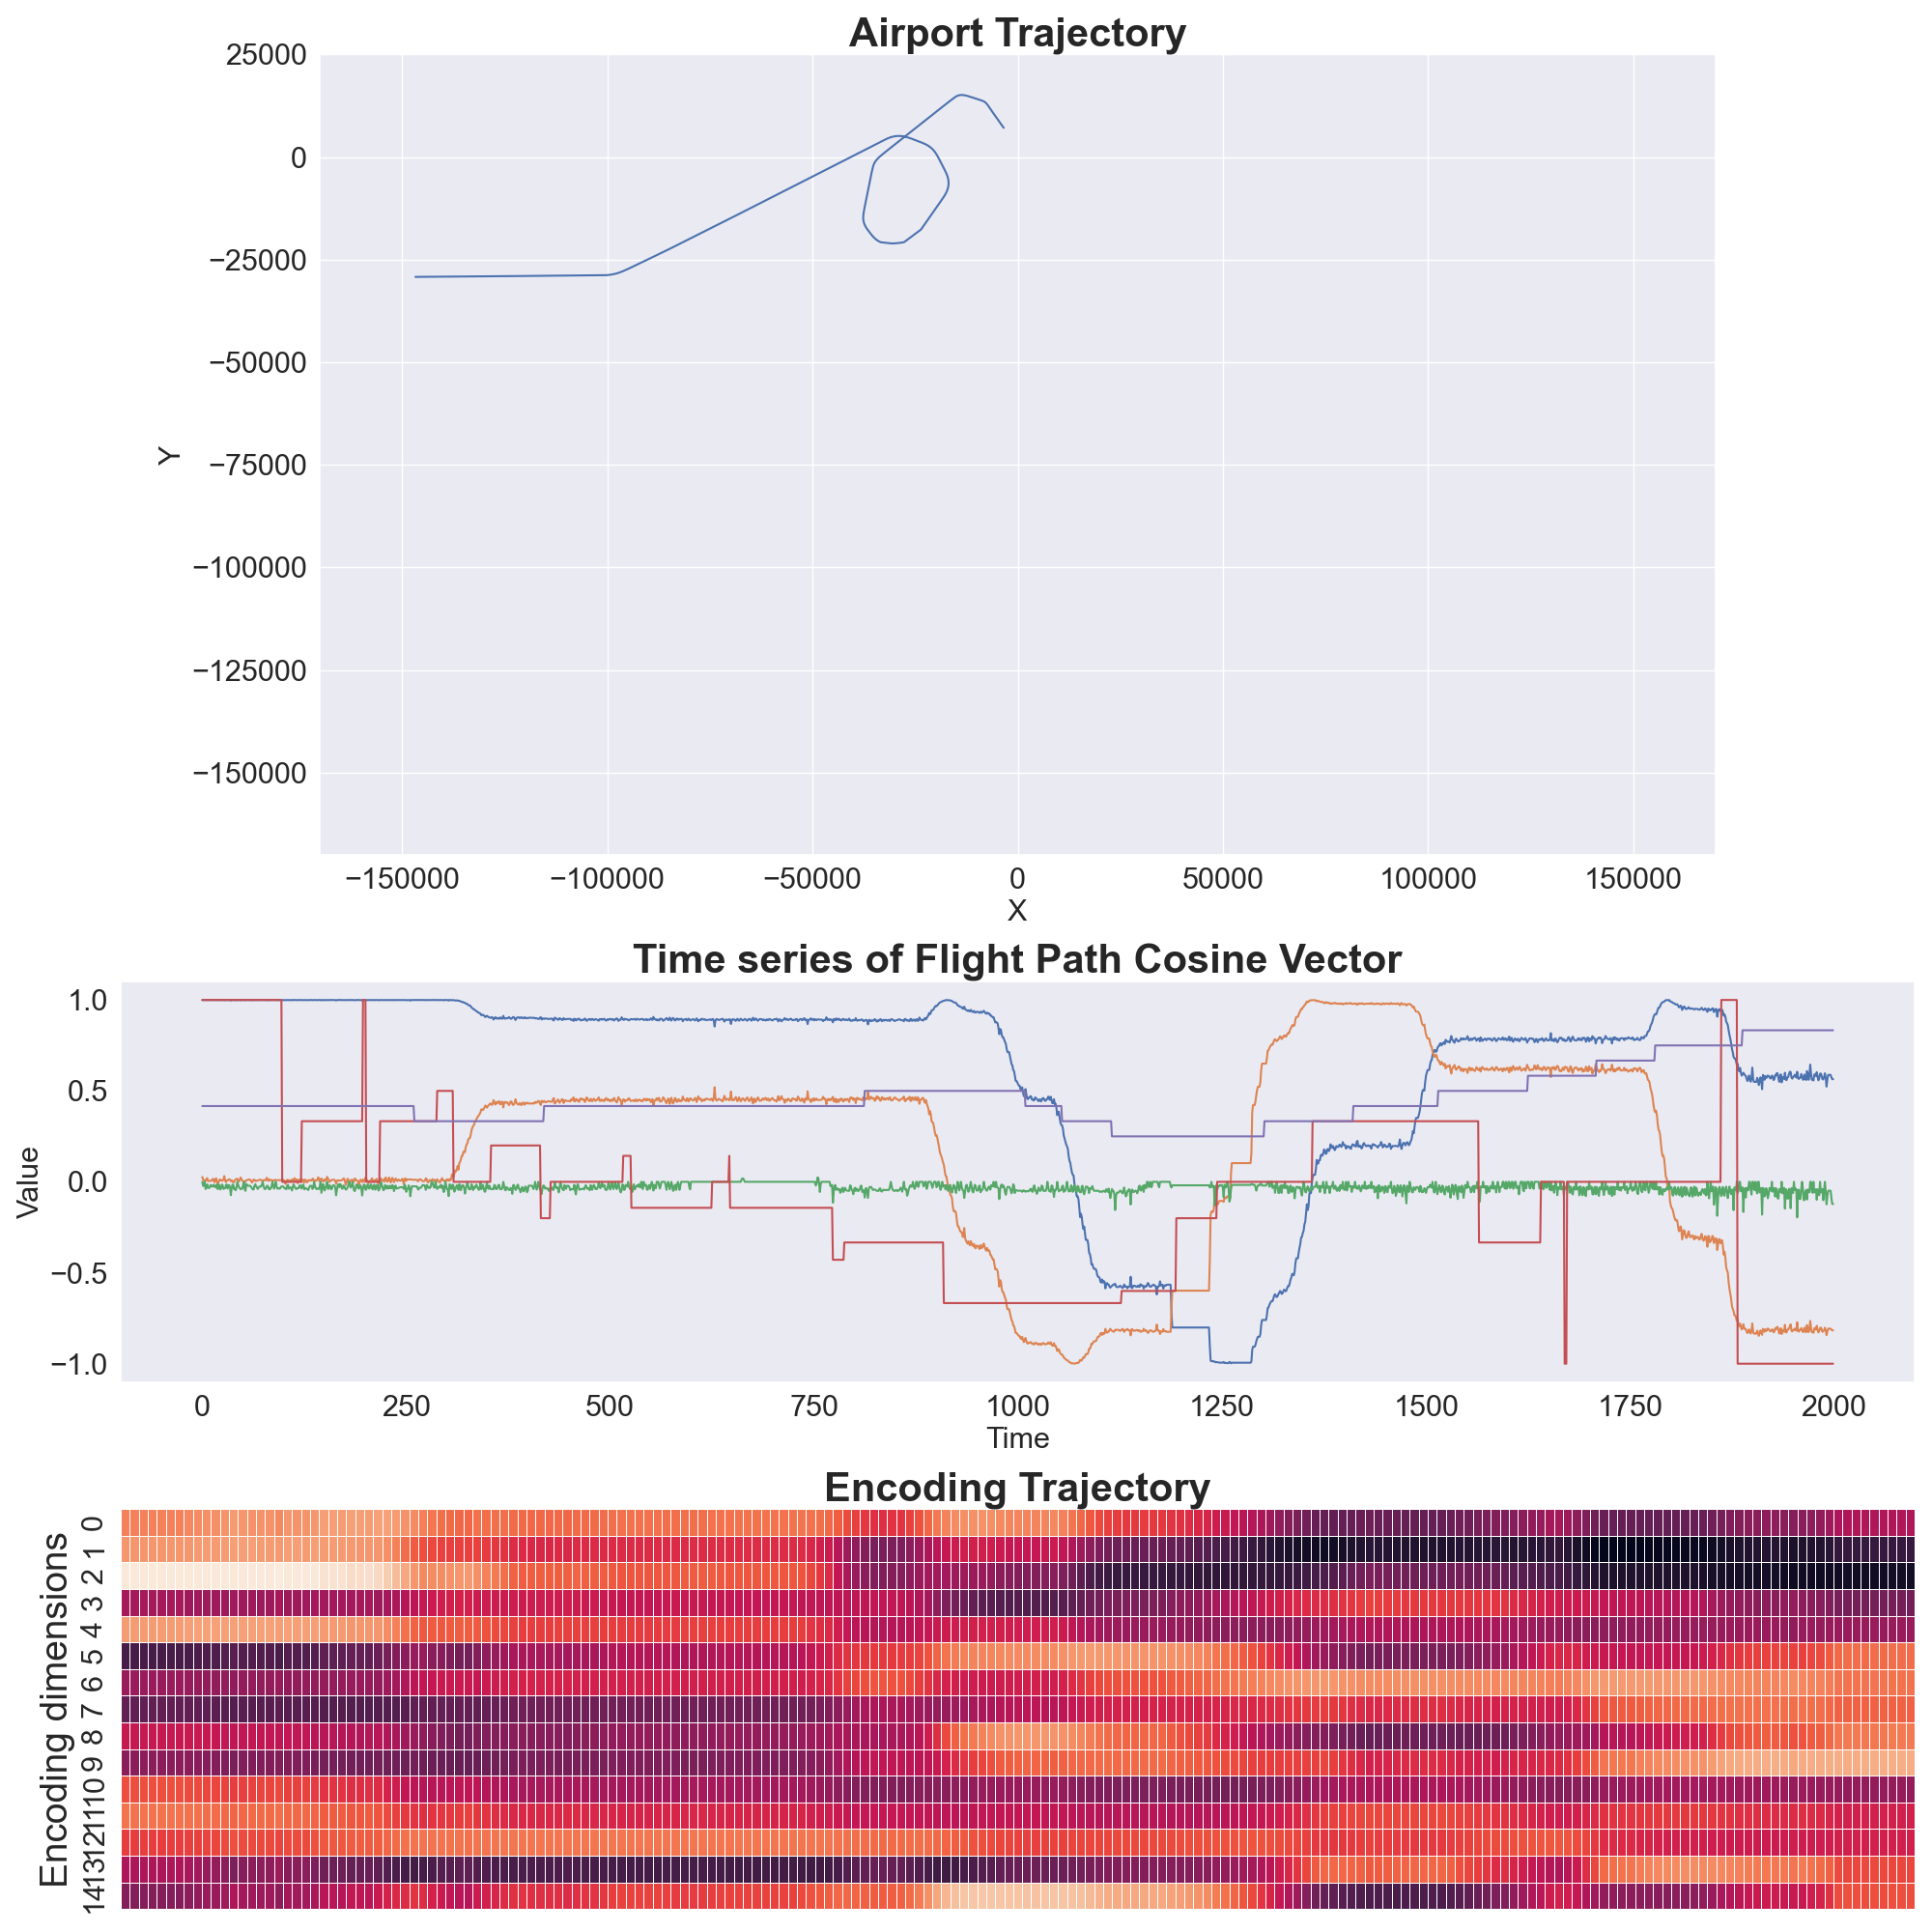 Airport Trajectory
25000
0
−25000
−50000
−75000
−100000
−125000
−150000
Y
−150000 −100000 −50000 0 50000 100000 150000
X
Time series of Flight Path Cosine Vector
1.0
0.5
0.0
−0.5
−1.0
Value
0 250 500 750 1000 1250 1500 1750 2000
Time
Encoding Trajectory
Encoding dimensions
0
1
2
3
4
5
6
7
8
9
10
11
12
13
14